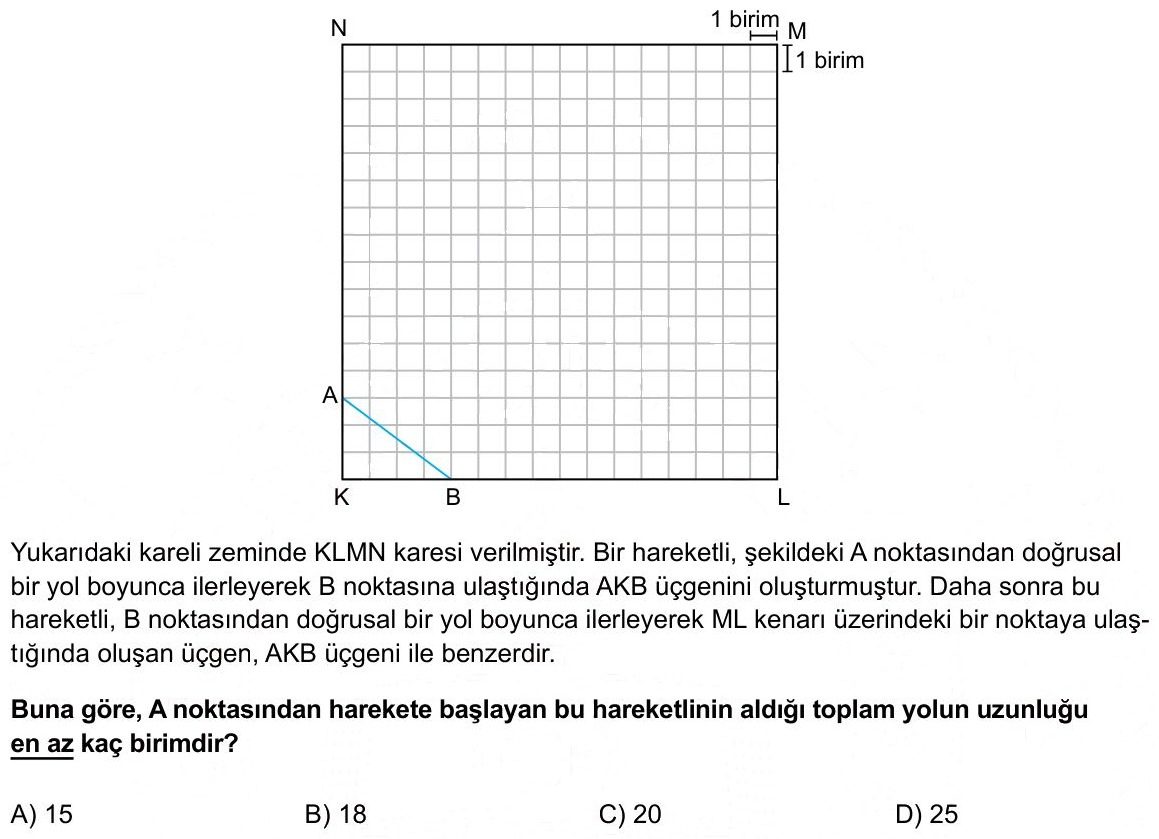 1 birim
N
M
1 birim
A
K
B
L
Yukarıdaki kareli zeminde KLMN karesi verilmiştir. Bir hareketli, şekildeki A noktasından doğrusal
bir yol boyunca ilerleyerek B noktasına ulaştığında AKB üçgenini oluşturmuştur. Daha sonra bu
hareketli, B noktasından doğrusal bir yol boyunca ilerleyerek ML kenarı üzerindeki bir noktaya ulaş-
tığında oluşan üçgen, AKB üçgeni ile benzerdir.
Buna göre, A noktasından harekete başlayan bu hareketlinin aldığı toplam yolun uzunluğu
en az kaç birimdir?
A) 15 B) 18 C) 20 D) 25